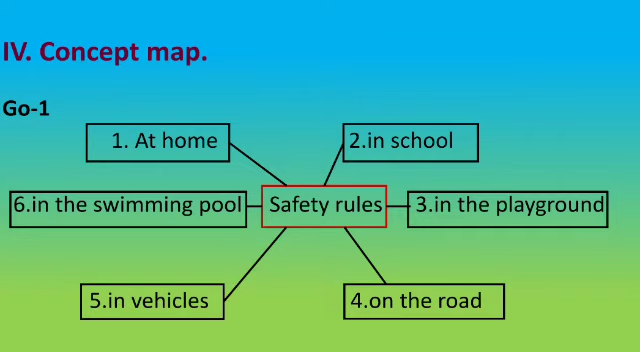 IV. Concept map.
Go-1
1. At home
2.in school
6.in the swimming pool
Safety rules
3.in the playground
5.in vehicles
4.on the road